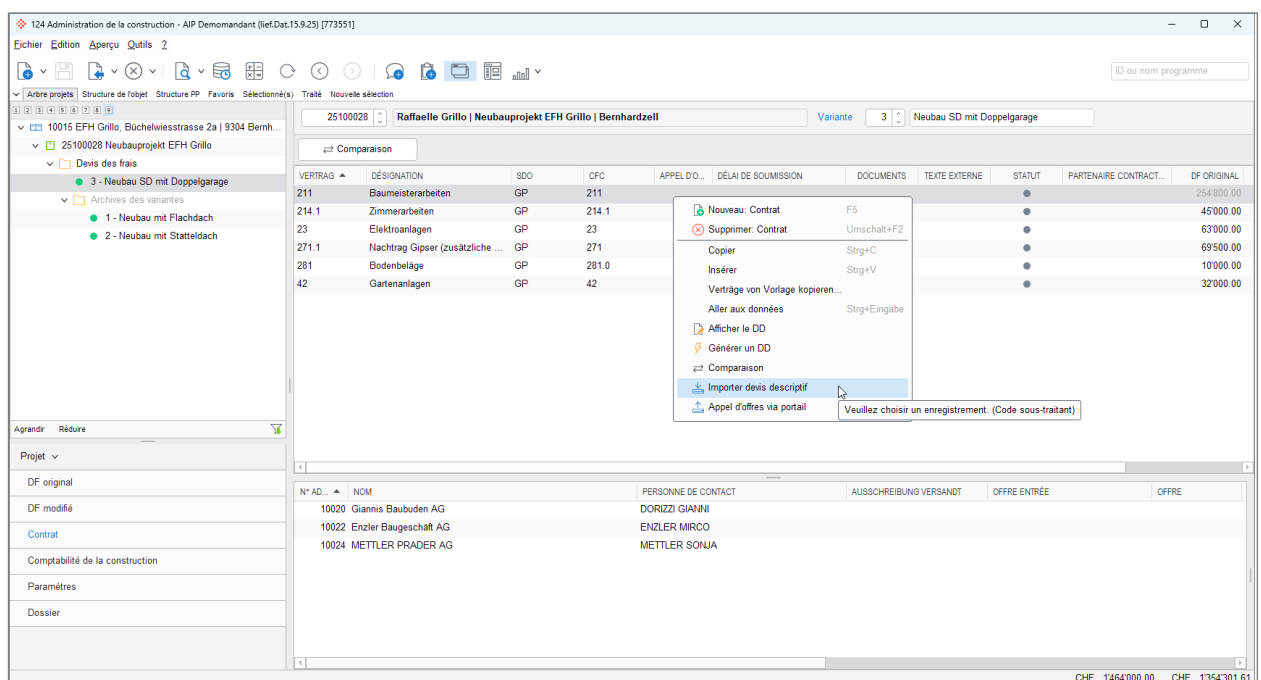 124 Administration de la construction - AIP Demomandant (lief.Dat.15.9.25) [773551]
Fichier Edition Aperçu Outils ?
ID ou nom programme
Arbre projets Structure de l'objet Structure PP Favoris Sélectionné(s) Traité Nouvelle sélection
1 2 3 4 5 6 7 8 9
10015 EFH Grillo, Büchelwiesstrasse 2a | 9304 Bernh...
25100028 Neubauprojekt EFH Grillo
Devis des frais
3 - Neubau SD mit Doppelgarage
Archives des variantes
1 - Neubau mit Flachdach
2 - Neubau mit Statteldach
Agrandir Réduire
Projet
DF original
DF modifié
Contrat
Comptabilité de la construction
Paramètres
Dossier
25100028 Raffaelle Grillo | Neubauprojekt EFH Grillo | Bernhardzell Variante 3 Neubau SD mit Doppelgarage
Comparaison
VERTRAG DÉSIGNATION SDO CFC APPEL D'O... DÉLAI DE SOUMISSION DOCUMENTS TEXTE EXTERNE STATUT PARTENAIRE CONTRACT... DF ORIGINAL
211 Baumeisterarbeiten GP 211 254'800.00
214.1 Zimmerarbeiten GP 214.1 45'000.00
23 Elektroanlagen GP 23 63'000.00
271.1 Nachtrag Gipser (zusätzliche ... GP 271 69'500.00
281 Bodenbeläge GP 281.0 10'000.00
42 Gartenanlagen GP 42 32'000.00
Nouveau: Contrat F5
Supprimer: Contrat Umschalt+F2
Copier Strg+C
Insérer Strg+V
Verträge von Vorlage kopieren...
Aller aux données Strg+Eingabe
Afficher le DD
Générer un DD
Comparaison
Importer devis descriptif
Appel d'offres via portail
Veuillez choisir un enregistrement. (Code sous-traitant)
N° AD... NOM PERSONNE DE CONTACT AUSSCHREIBUNG VERSANDT OFFRE ENTRÉE OFFRE
10020 Giannis Baubuden AG DORIZZI GIANNI
10022 Enzler Baugeschäft AG ENZLER MIRCO
10024 METTLER PRADER AG METTLER SONJA
CHF 1'464'000.00 CHF 1'354'301.61